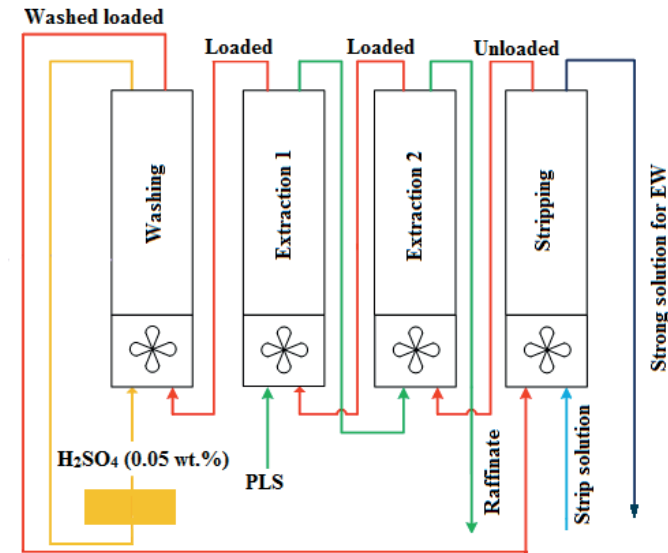 Washed loaded
Loaded
Loaded
Unloaded
Washing
Extraction 1
Extraction 2
Stripping
Strong solution for EW
H₂SO₄ (0.05 wt.%)
PLS
Raffinate
Strip solution